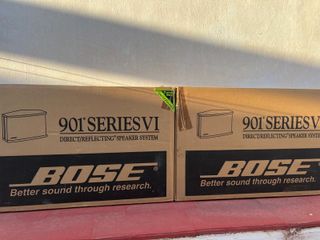 901® SERIES VI
DIRECT/REFLECTING® SPEAKER SYSTEM
BOSE
Better sound through research.
901® SERIES VI
DIRECT/REFLECTING® SPEAKER SYSTEM
BOSE
Better sound through research.